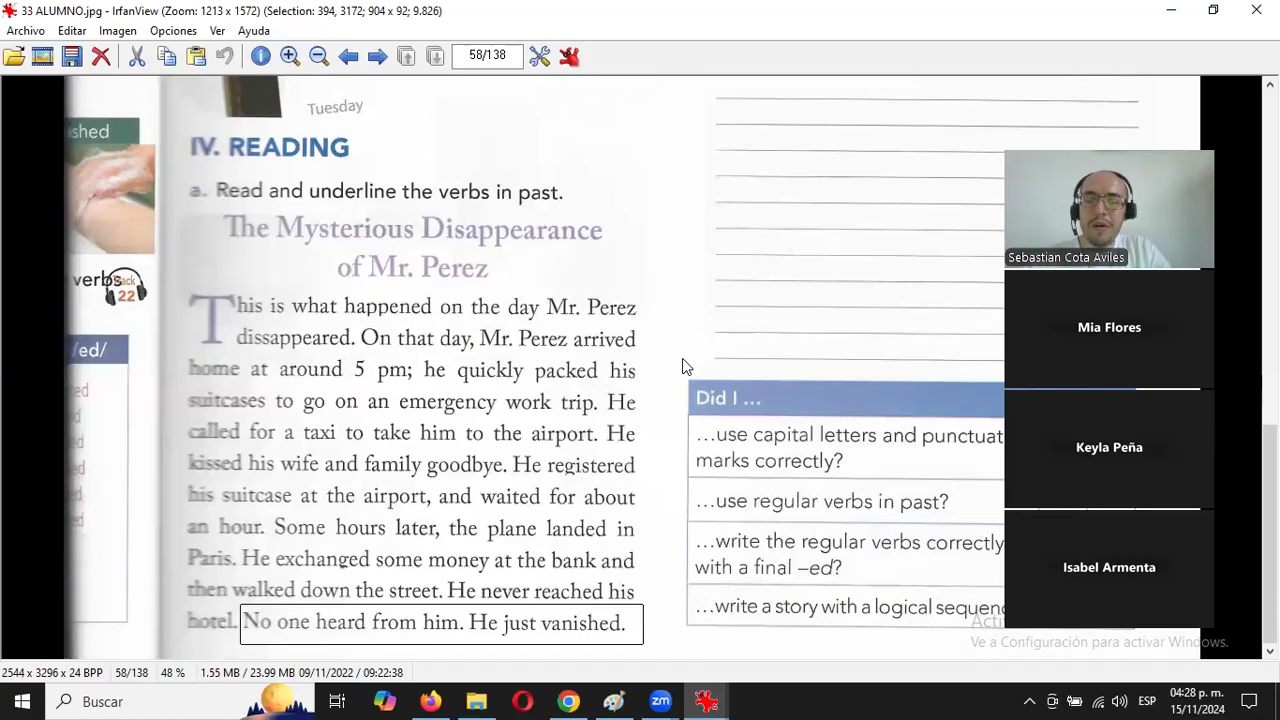 33 ALUMNO.jpg - IrfanView (Zoom: 1213 x 1572) (Selection: 394, 3172; 904 x 92; 9.826)
Archivo Editar Imagen Opciones Ver Ayuda
58/138
Tuesday
shed
verbs
Track
22
/ed/
IV. READING
a. Read and underline the verbs in past.
The Mysterious Disappearance
of Mr. Perez
This is what happened on the day Mr. Perez
dissappeared. On that day, Mr. Perez arrived
home at around 5 pm; he quickly packed his
suitcases to go on an emergency work trip. He
called for a taxi to take him to the airport. He
kissed his wife and family goodbye. He registered
his suitcase at the airport, and waited for about
an hour. Some hours later, the plane landed in
Paris. He exchanged some money at the bank and
then walked down the street. He never reached his
hotel. No one heard from him. He just vanished.
Did I ...
...use capital letters and punctuat
marks correctly?
...use regular verbs in past?
...write the regular verbs correctly
with a final –ed?
...write a story with a logical sequen
Sebastian Cota Aviles
Mia Flores
Keyla Peña
Isabel Armenta
Ve a Configuración para activar Windows.
2544 x 3296 x 24 BPP 58/138 48 % 1.55 MB / 23.99 MB 09/11/2022 / 09:22:38
Buscar
zm
ESP
04:28 p. m.
15/11/2024